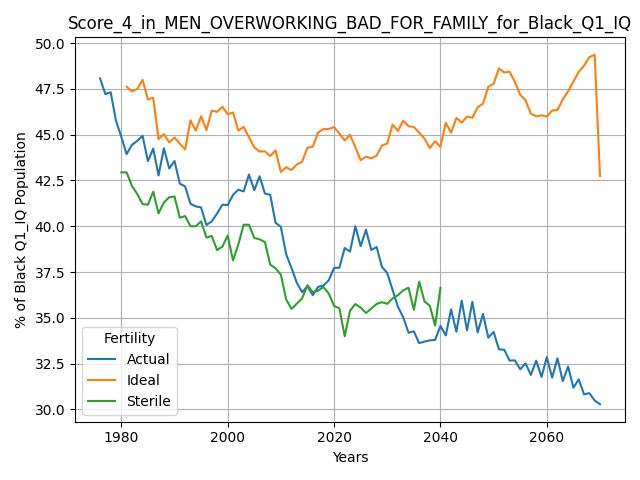 Score_4_in_MEN_OVERWORKING_BAD_FOR_FAMILY_for_Black_Q1_IQ
50.0
47.5
45.0
42.5
40.0
37.5
35.0
32.5
30.0
% of Black Q1_IQ Population
Fertility
Actual
Ideal
Sterile
1980
2000
2020
2040
2060
Years